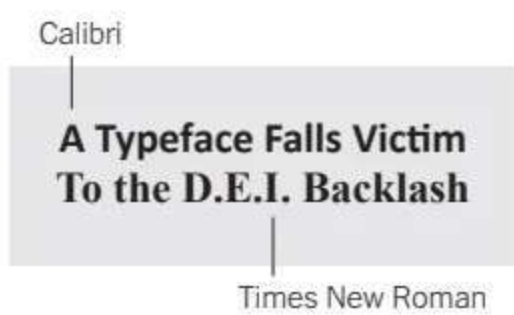 Calibri
A Typeface Falls Victim
To the D.E.I. Backlash
Times New Roman